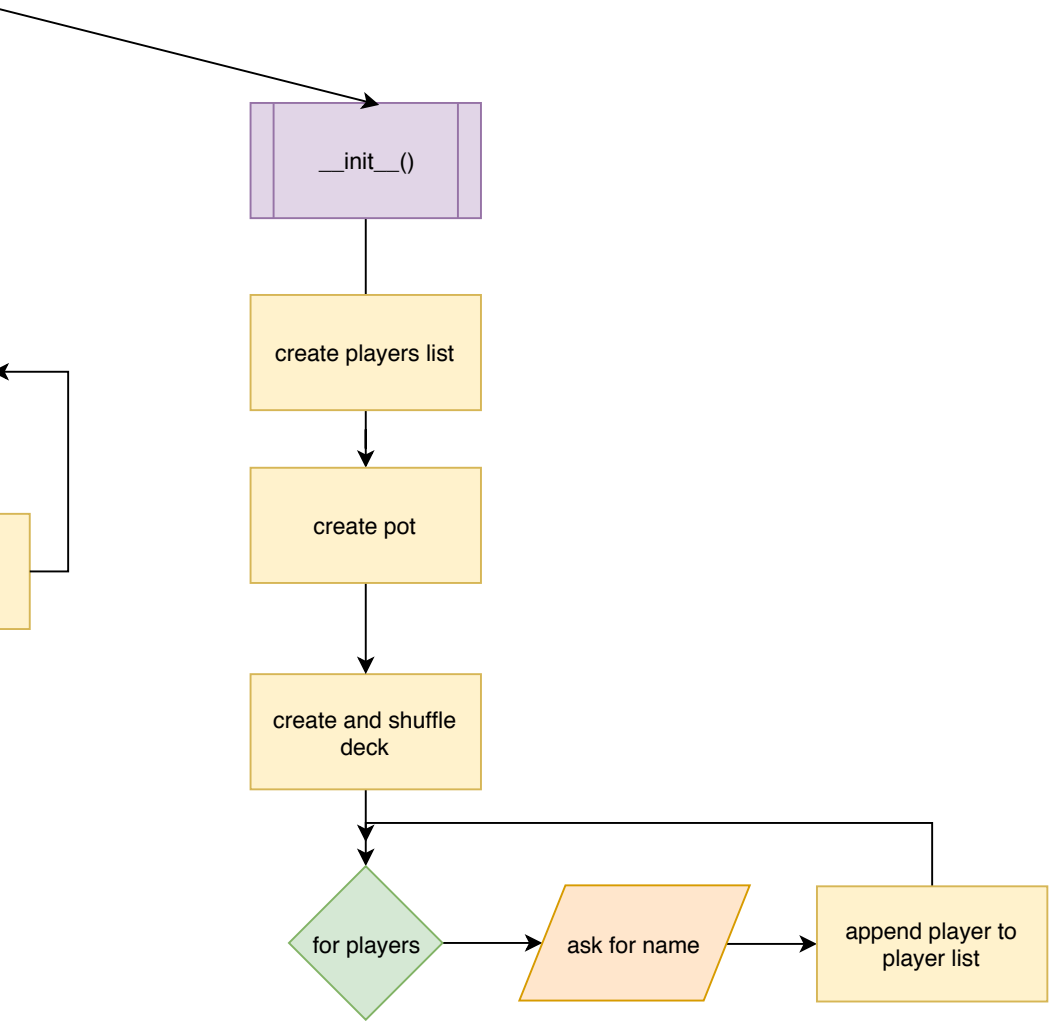 __init__()
create players list
create pot
create and shuffle
deck
for players
ask for name
append player to
player list